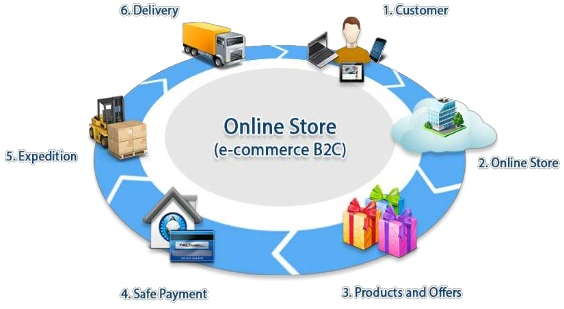 6. Delivery
1. Customer
Online Store
(e-commerce B2C)
2. Online Store
5. Expedition
4. Safe Payment
3. Products and Offers